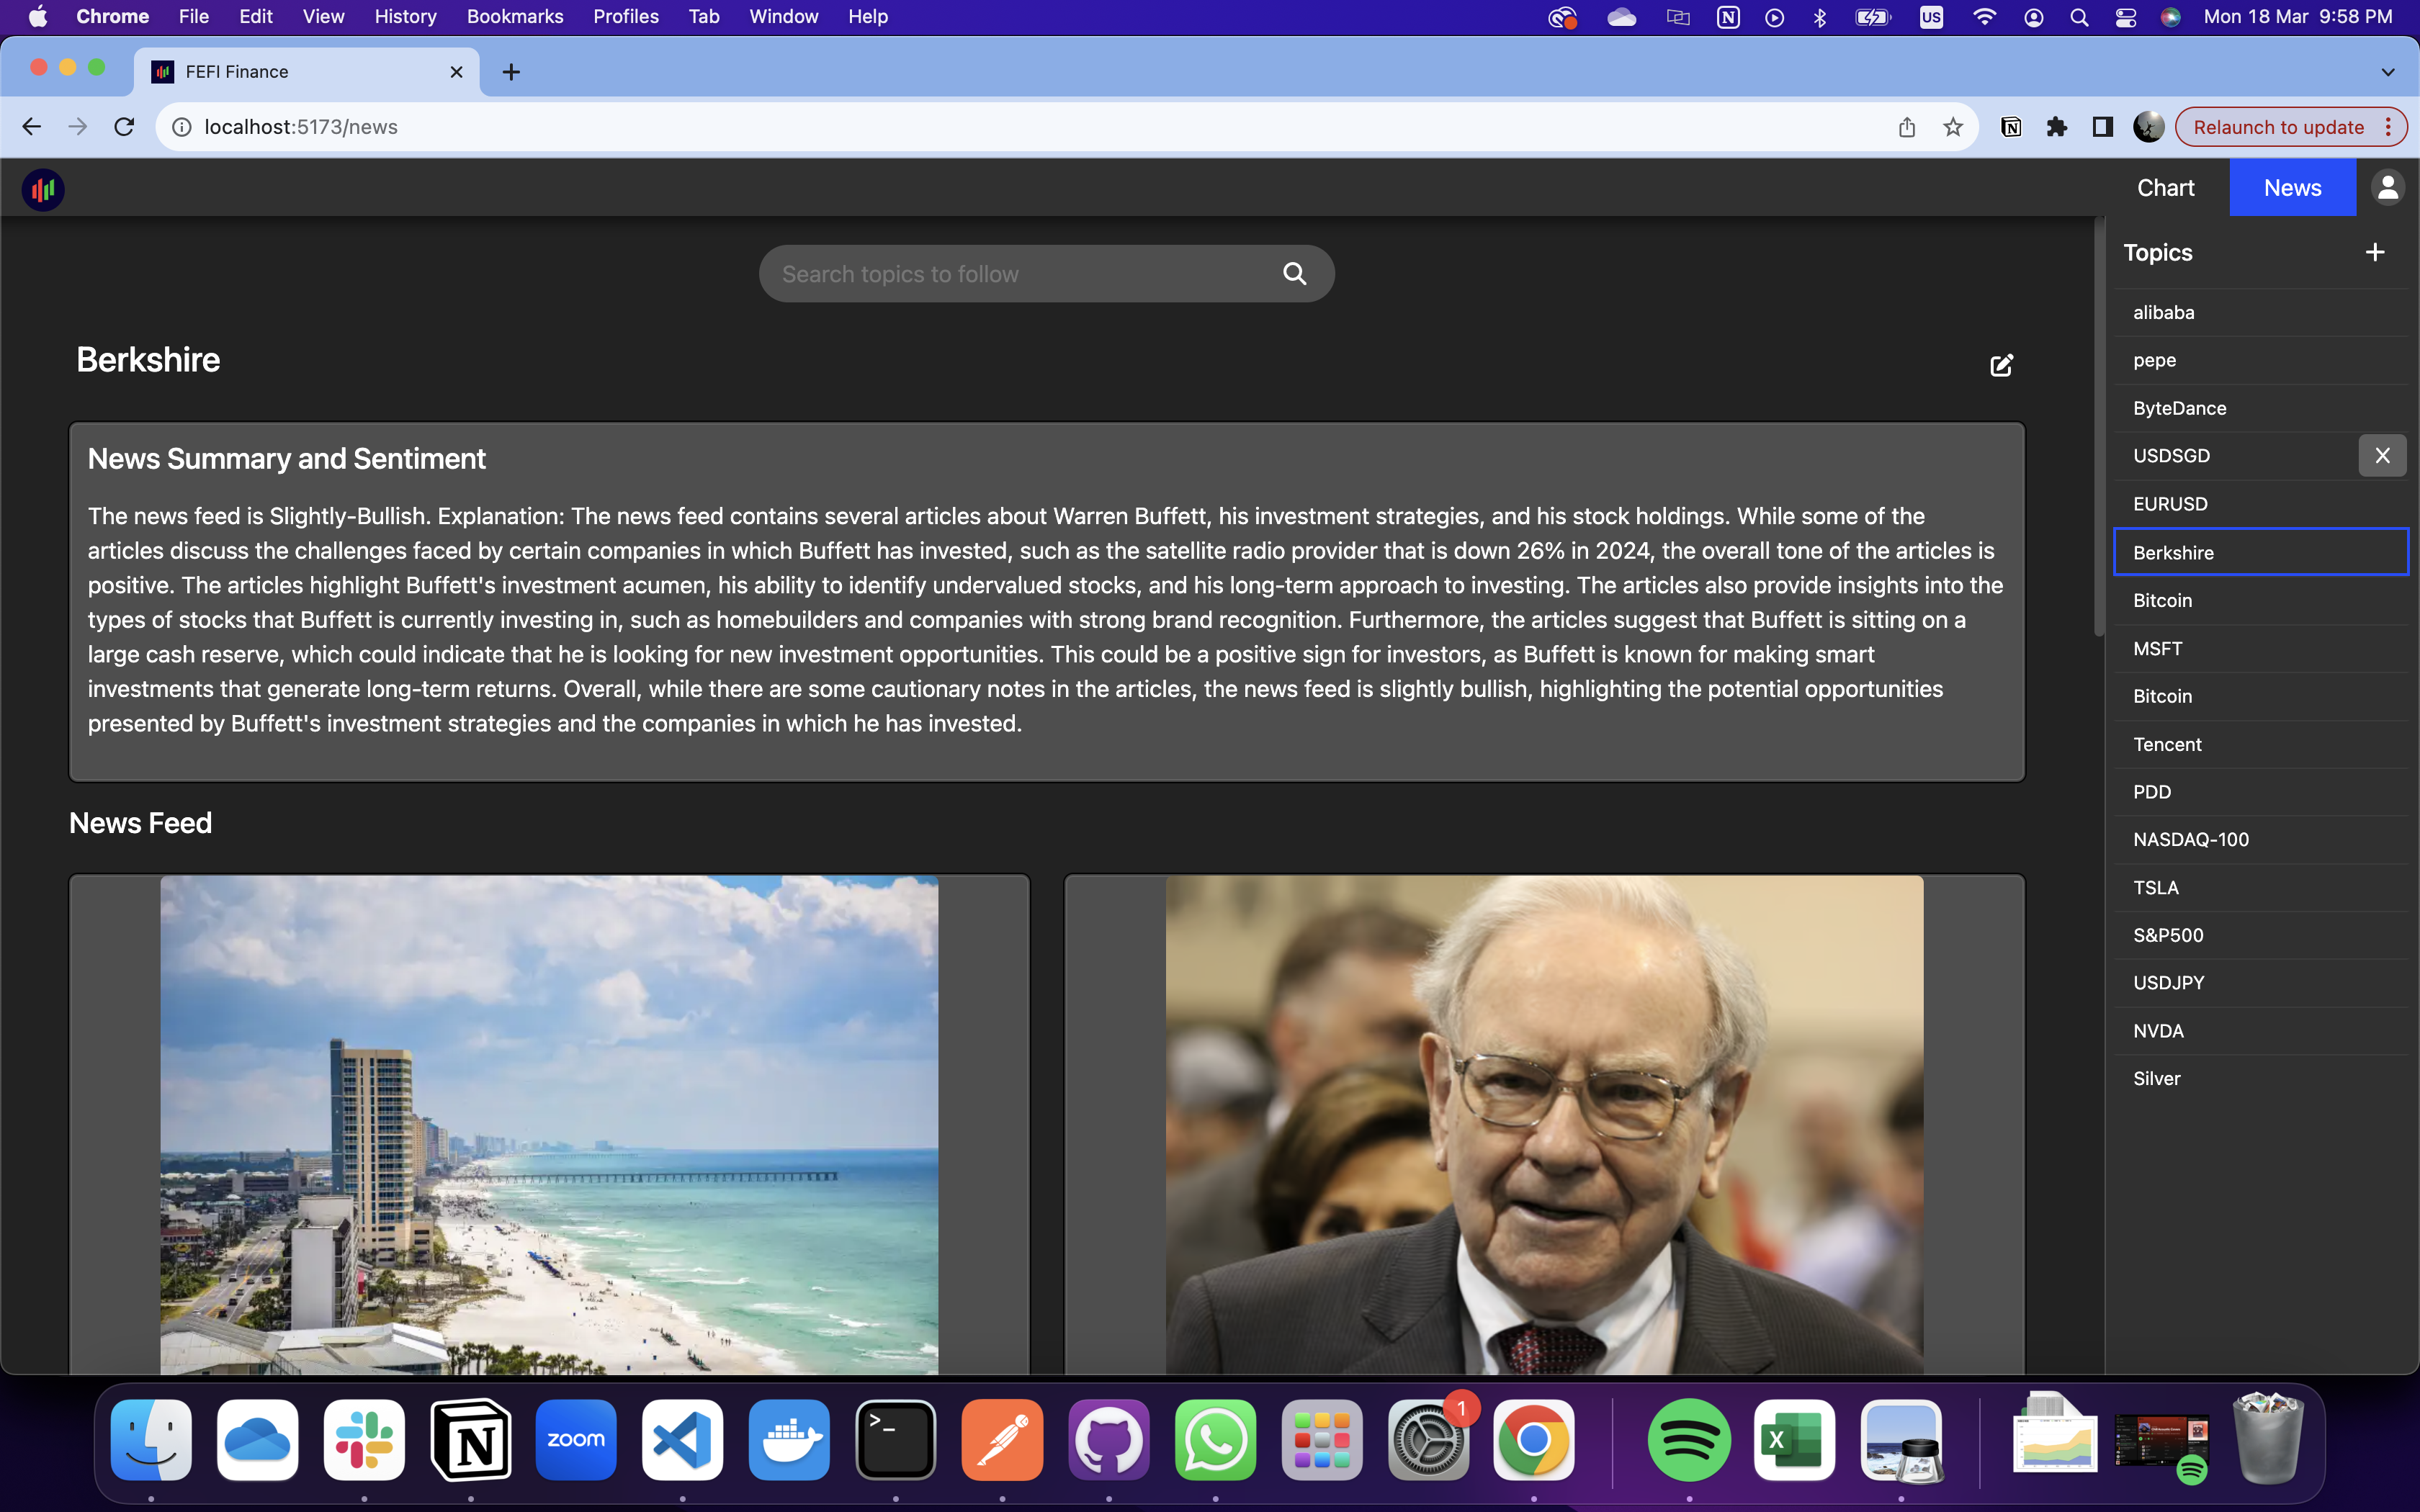 Chrome File Edit View History Bookmarks Profiles Tab Window Help
US
Mon 18 Mar 9:58 PM
FEFI Finance
localhost:5173/news
Relaunch to update
Chart
News
Search topics to follow
Berkshire
News Summary and Sentiment
The news feed is Slightly-Bullish. Explanation: The news feed contains several articles about Warren Buffett, his investment strategies, and his stock holdings. While some of the
articles discuss the challenges faced by certain companies in which Buffett has invested, such as the satellite radio provider that is down 26% in 2024, the overall tone of the articles is
positive. The articles highlight Buffett's investment acumen, his ability to identify undervalued stocks, and his long-term approach to investing. The articles also provide insights into the
types of stocks that Buffett is currently investing in, such as homebuilders and companies with strong brand recognition. Furthermore, the articles suggest that Buffett is sitting on a
large cash reserve, which could indicate that he is looking for new investment opportunities. This could be a positive sign for investors, as Buffett is known for making smart
investments that generate long-term returns. Overall, while there are some cautionary notes in the articles, the news feed is slightly bullish, highlighting the potential opportunities
presented by Buffett's investment strategies and the companies in which he has invested.
News Feed
Topics
alibaba
pepe
ByteDance
USDSGD
X
EURUSD
Berkshire
Bitcoin
MSFT
Bitcoin
Tencent
PDD
NASDAQ-100
TSLA
S&P500
USDJPY
NVDA
Silver
N
zoom
1
X